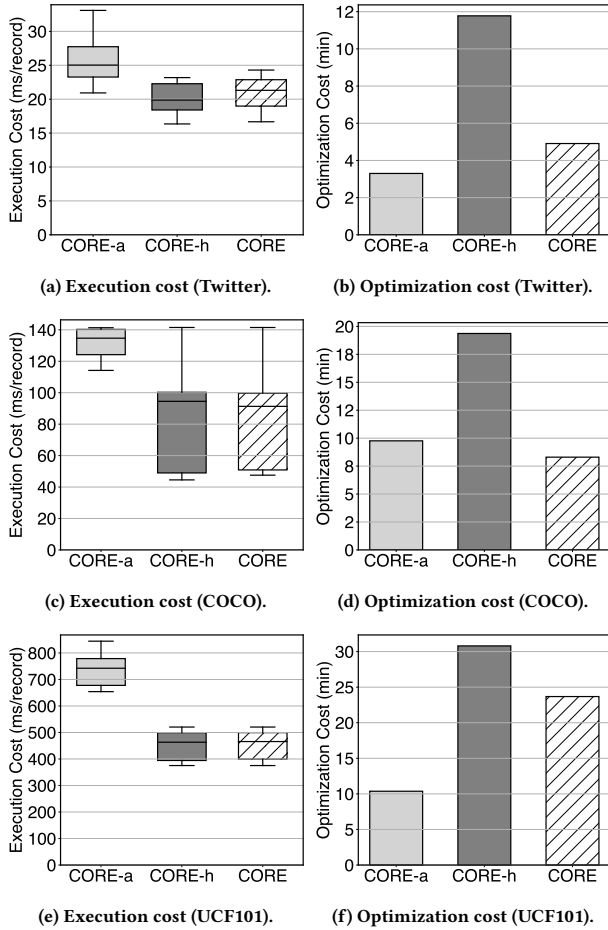 Execution Cost (ms/record)
30
25
20
15
10
5
0
CORE-a CORE-h CORE
(a) Execution cost (Twitter).
Optimization Cost (min)
12
10
8
6
4
2
0
CORE-a CORE-h CORE
(b) Optimization cost (Twitter).
Execution Cost (ms/record)
140
120
100
80
60
40
20
0
CORE-a CORE-h CORE
(c) Execution cost (COCO).
Optimization Cost (min)
20
18
15
12
10
8
5
2
0
CORE-a CORE-h CORE
(d) Optimization cost (COCO).
Execution Cost (ms/record)
800
700
600
500
400
300
200
100
0
CORE-a CORE-h CORE
(e) Execution cost (UCF101).
Optimization Cost (min)
30
25
20
15
10
5
0
CORE-a CORE-h CORE
(f) Optimization cost (UCF101).